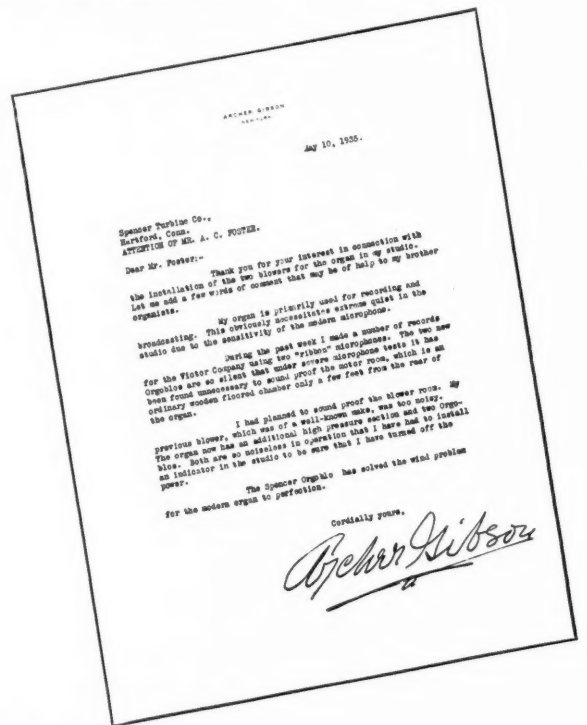 ARCHER GIBSON
NEW YORK
May 10, 1935.
Spencer Turbine Co.,
Hartford, Conn.
ATTENTION OF MR. A. C. FOSTER.
Dear Mr. Foster;-
Thank you for your interest in connection with
the installation of the two blowers for the organ in my studio.
Let me add a few words of comment that may be of help to my brother
organists.
My organ is primarily used for recording and
broadcasting. This obviously necessitates extreme quiet in the
studio due to the sensitivity of the modern microphone.
During the past week I made a number of records
for the Victor Company using two "ribbon" microphones. The two new
Orgoblos are so silent that under severe microphone tests it has
been found unnecessary to sound proof the motor room, which is an
ordinary wooden floored chamber only a few feet from the rear of
the organ.
I had planned to sound proof the blower room. My
previous blower, which was of a well-known make, was too noisy.
The organ now has an additional high pressure section and two Orgo-
blos. Both are so noiseless in operation that I have had to install
an indicator in the studio to be sure that I have turned off the
power.
The Spencer Orgoblo has solved the wind problem
for the modern organ to perfection.
Cordially yours,
Archer Gibson